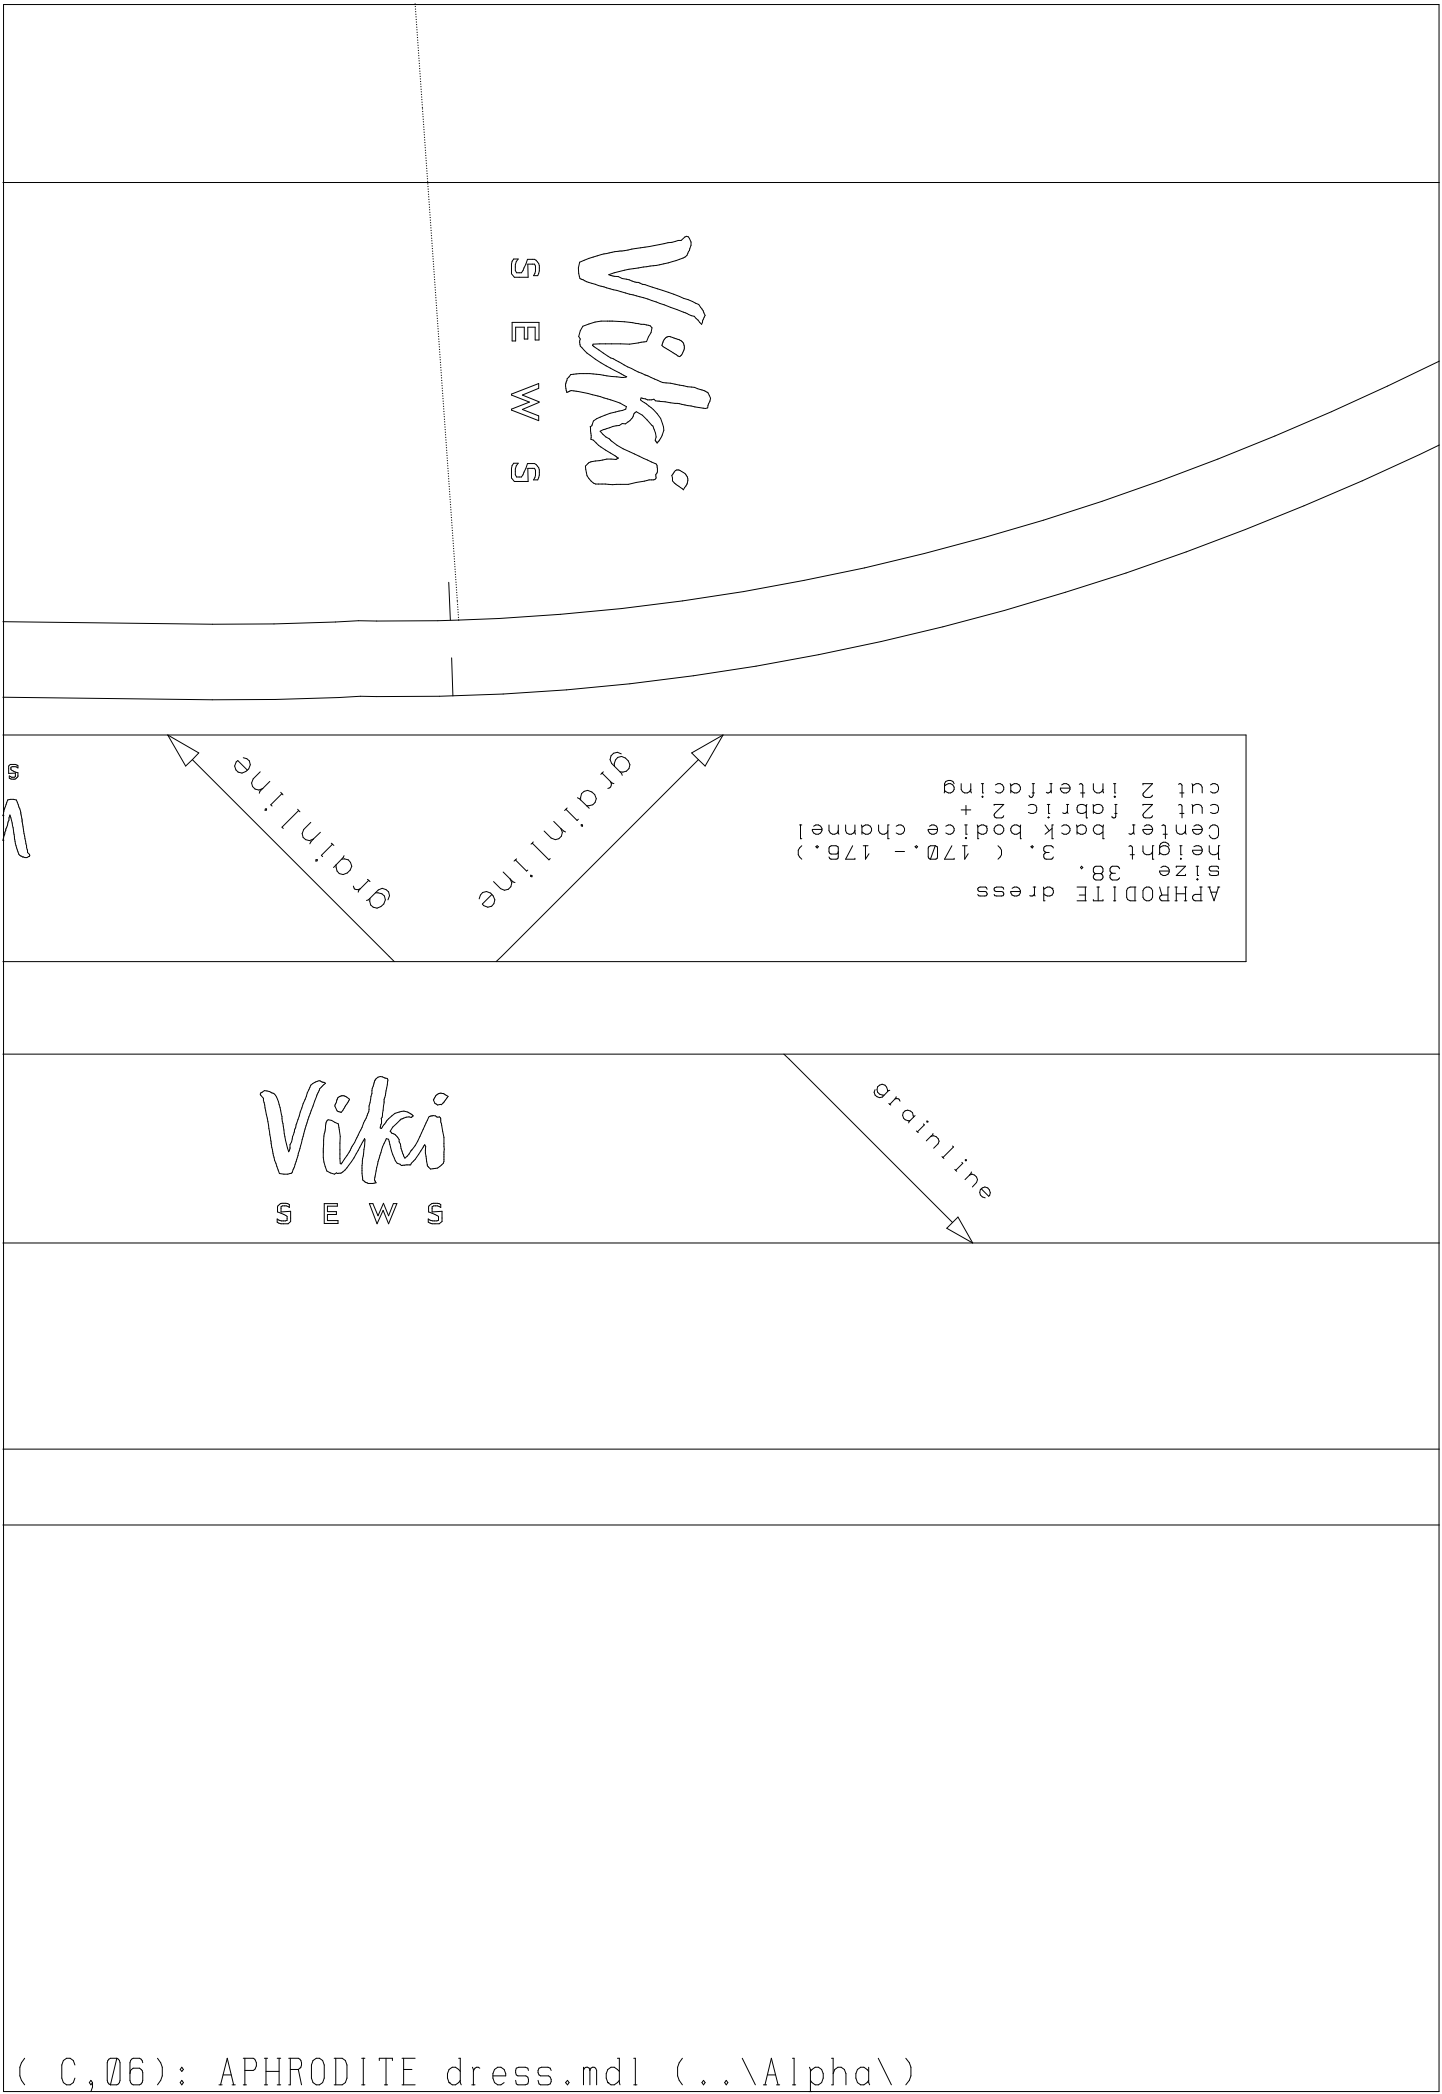 Viki
SEWS
grainline
grainline
APHRODITE dress
size 38.
height 3. ( 170.- 176.)
Center back bodice channel
cut 2 fabric 2 +
cut 2 interfacing
S
V
Viki
SEWS
grainline
( C,06): APHRODITE dress.mdl (..\Alpha\)